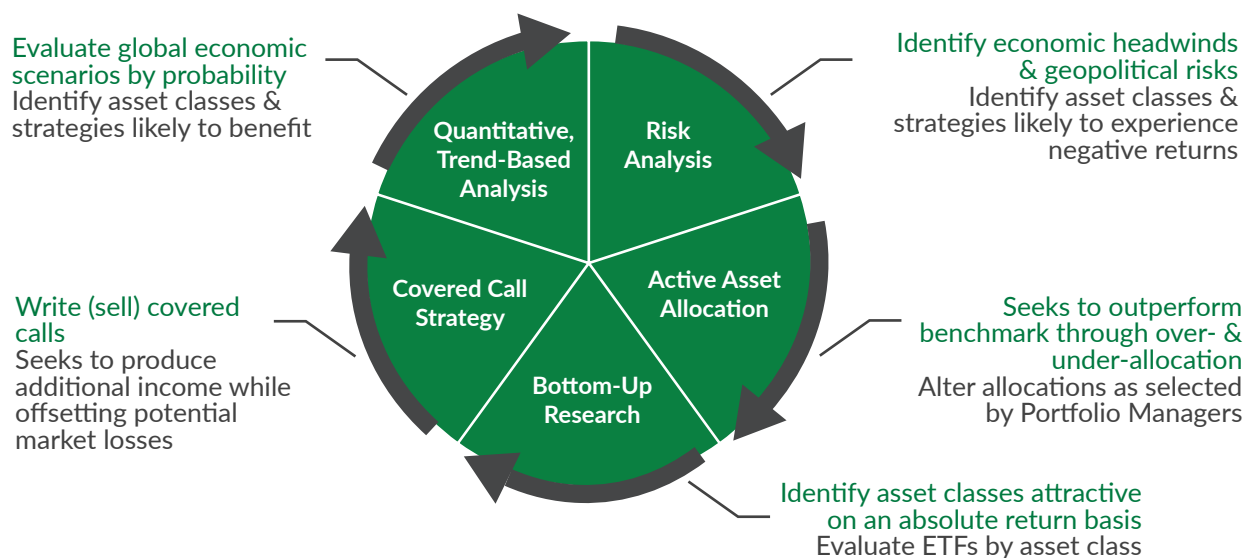 Evaluate global economic
scenarios by probability
Identify asset classes &
strategies likely to benefit
Quantitative,
Trend-Based
Analysis
Risk
Analysis
Identify economic headwinds
& geopolitical risks
Identify asset classes &
strategies likely to experience
negative returns
Write (sell) covered
calls
Seeks to produce
additional income while
offsetting potential
market losses
Covered Call
Strategy
Active Asset
Allocation
Seeks to outperform
benchmark through over- &
under-allocation
Alter allocations as selected
by Portfolio Managers
Bottom-Up
Research
Identify asset classes attractive
on an absolute return basis
Evaluate ETFs by asset class